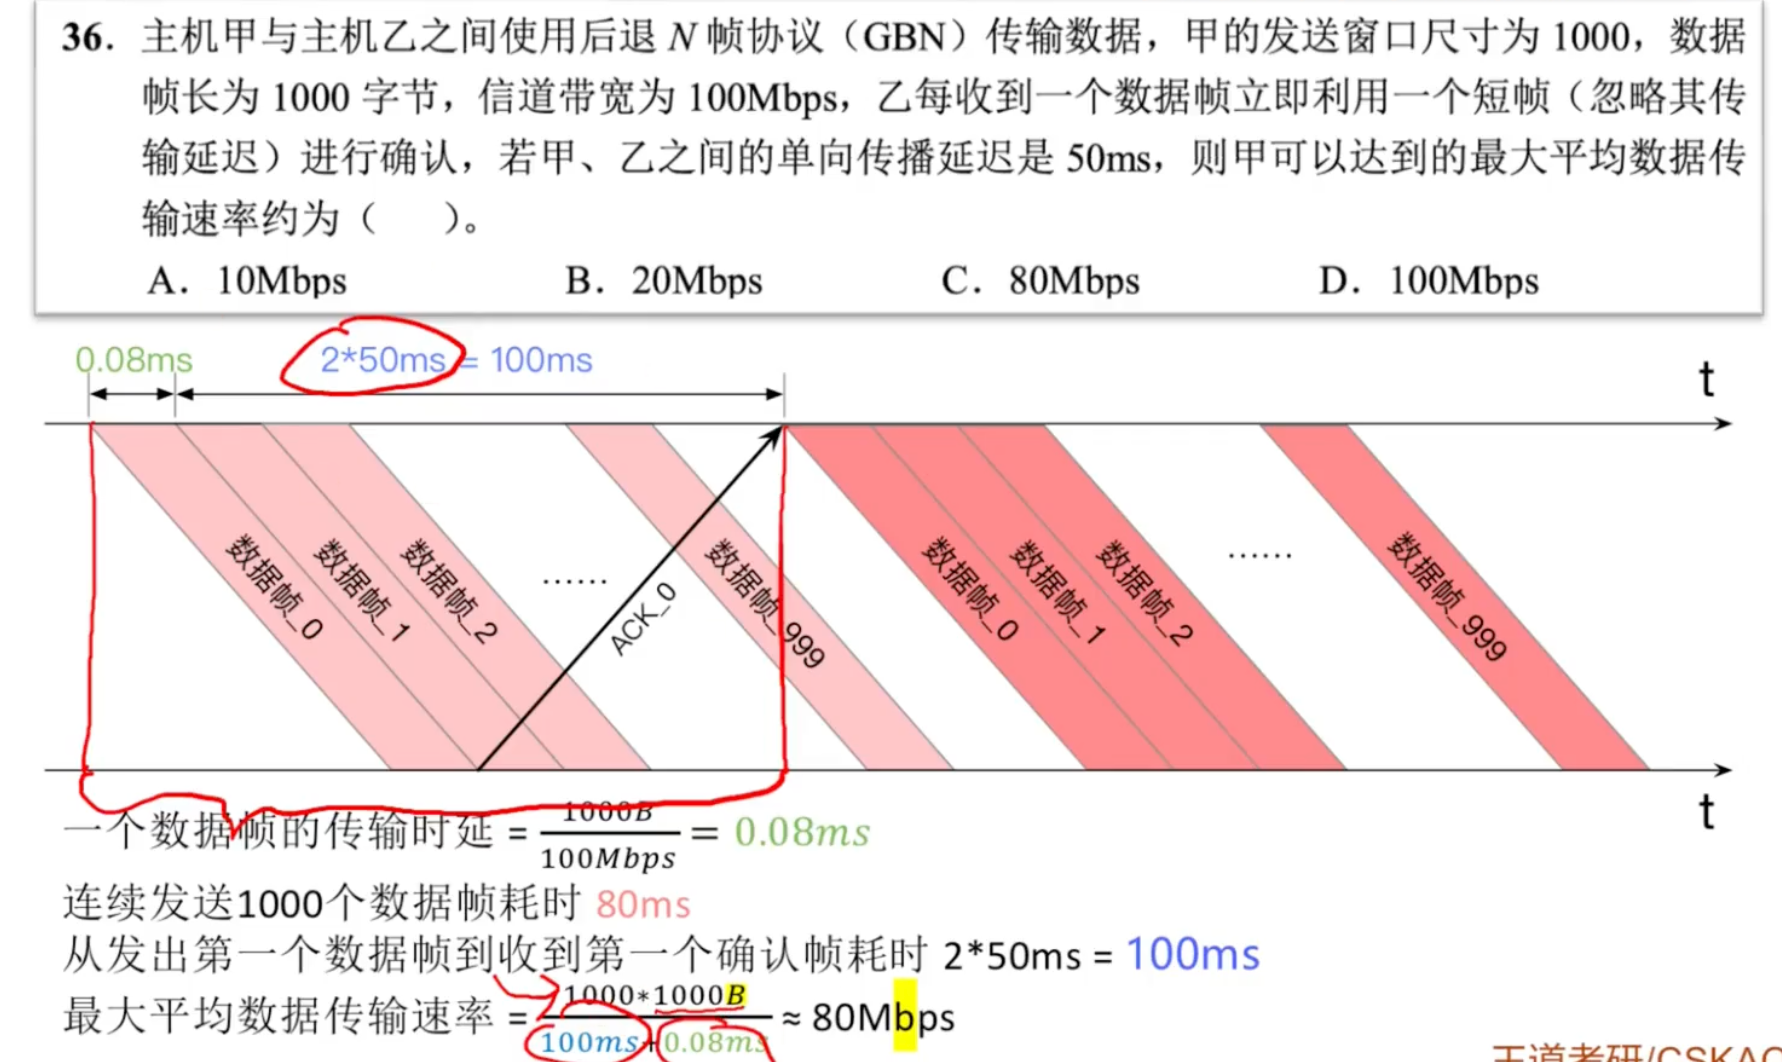 36. 主机甲与主机乙之间使用后退 N 帧协议（GBN）传输数据，甲的发送窗口尺寸为 1000，数据
帧长为 1000 字节，信道带宽为 100Mbps，乙每收到一个数据帧立即利用一个短帧（忽略其传
输延迟）进行确认，若甲、乙之间的单向传播延迟是 50ms，则甲可以达到的最大平均数据传
输速率约为（　　）。
A. 10Mbps B. 20Mbps C. 80Mbps D. 100Mbps
0.08ms 2*50ms = 100ms
t
数据帧_0 数据帧_1 数据帧_2 …… ACK_0 数据帧_999 数据帧_0 数据帧_1 数据帧_2 …… 数据帧_999
t
一个数据帧的传输时延 = 1000B / 100Mbps = 0.08ms
连续发送1000个数据帧耗时 80ms
从发出第一个数据帧到收到第一个确认帧耗时 2*50ms = 100ms
最大平均数据传输速率 = 1000*1000B / 100ms+0.08ms ≈ 80Mbps
王道考研/CSKAO